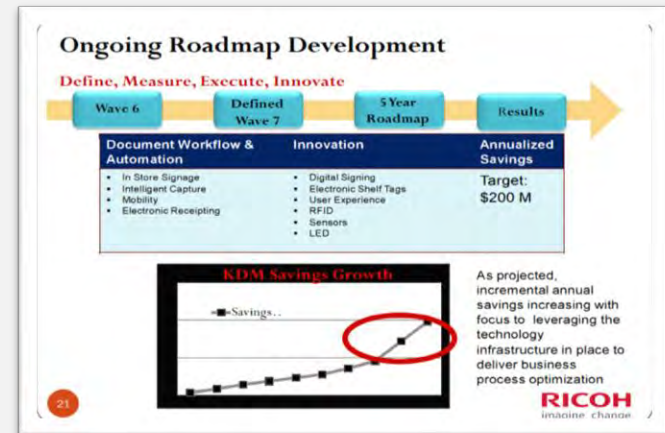 Ongoing Roadmap Development
Define, Measure, Execute, Innovate
Wave 6
Defined
Wave 7
5 Year
Roadmap
Results
Document Workflow &
Automation
• In Store Signage
• Intelligent Capture
• Mobility
• Electronic Receipting
Innovation
• Digital Signing
• Electronic Shelf Tags
• User Experience
• RFID
• Sensors
• LED
Annualized
Savings
Target:
$200 M
KDM Savings Growth
Savings..
As projected,
incremental annual
savings increasing with
focus to leveraging the
technology
infrastructure in place to
deliver business
process optimization
21
RICOH
imagine. change.